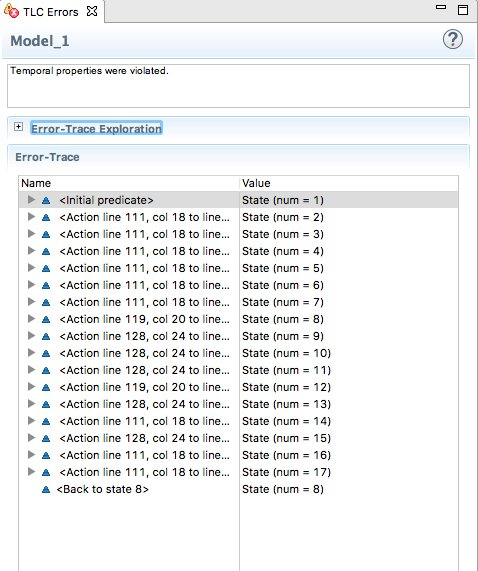 TLC Errors
Model_1
?
Temporal properties were violated.
Error-Trace Exploration
Error-Trace
Name Value
<Initial predicate> State (num = 1)
<Action line 111, col 18 to line... State (num = 2)
<Action line 111, col 18 to line... State (num = 3)
<Action line 111, col 18 to line... State (num = 4)
<Action line 111, col 18 to line... State (num = 5)
<Action line 111, col 18 to line... State (num = 6)
<Action line 111, col 18 to line... State (num = 7)
<Action line 119, col 20 to line... State (num = 8)
<Action line 128, col 24 to line... State (num = 9)
<Action line 128, col 24 to line... State (num = 10)
<Action line 128, col 24 to line... State (num = 11)
<Action line 119, col 20 to line... State (num = 12)
<Action line 128, col 24 to line... State (num = 13)
<Action line 111, col 18 to line... State (num = 14)
<Action line 128, col 24 to line... State (num = 15)
<Action line 111, col 18 to line... State (num = 16)
<Action line 111, col 18 to line... State (num = 17)
<Back to state 8> State (num = 8)